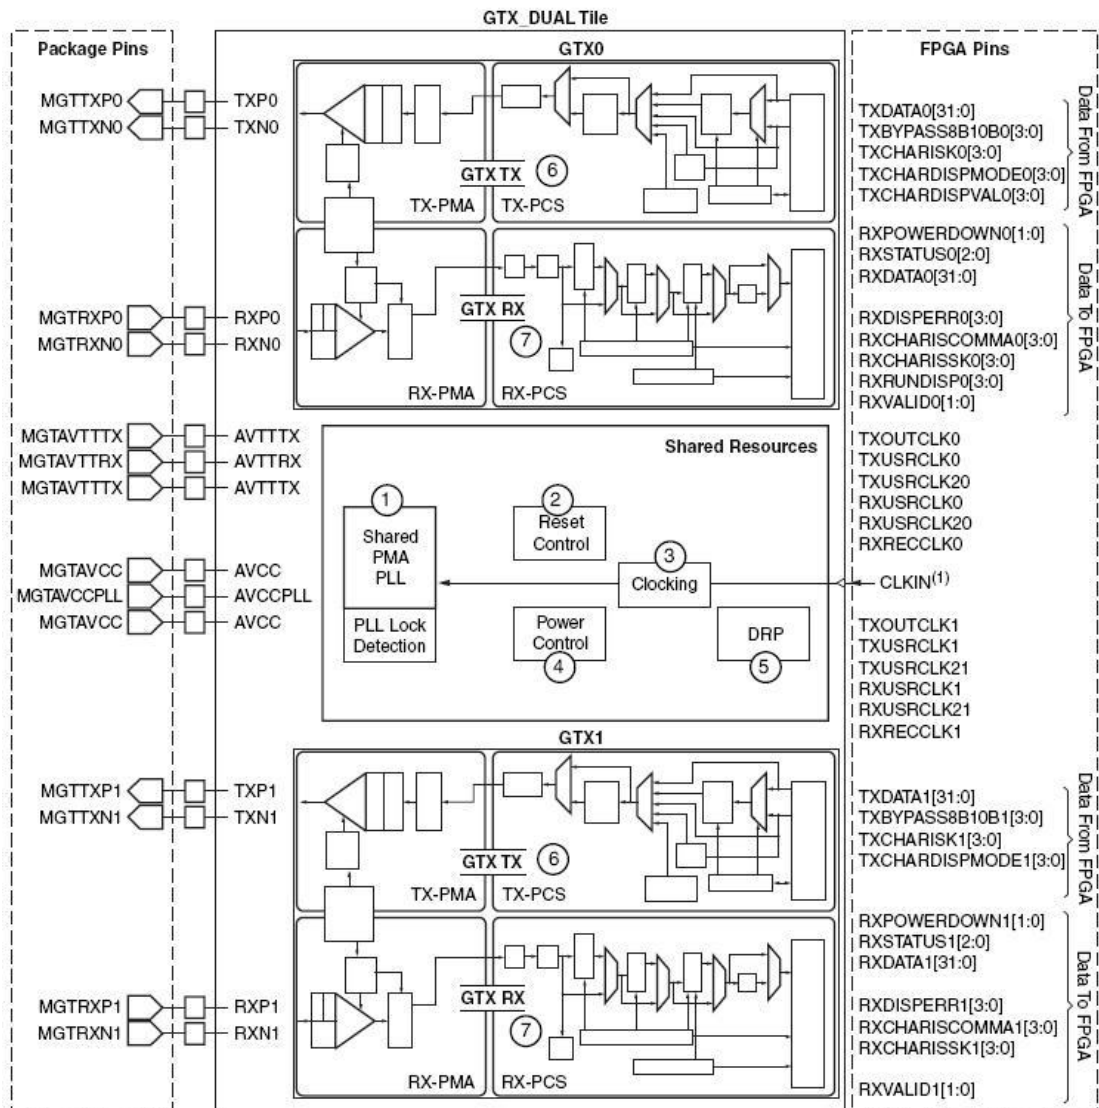 GTX_DUAL Tile
Package Pins
GTX0
FPGA Pins
MGTTXP0
TXP0
MGTTXN0
TXN0
GTX TX
6
TX-PMA
TX-PCS
TXDATA0[31:0]
TXBYPASS8B10B0[3:0]
TXCHARISK0[3:0]
TXCHARDISPMODE0[3:0]
TXCHARDISPVAL0[3:0]
Data From FPGA
MGTRXP0
RXP0
MGTRXN0
RXN0
GTX RX
7
RX-PMA
RX-PCS
RXPOWERDOWN0[1:0]
RXSTATUS0[2:0]
RXDATA0[31:0]
RXDISPERR0[3:0]
RXCHARISCOMMA0[3:0]
RXCHARISSK0[3:0]
RXRUNDISP0[3:0]
RXVALID0[1:0]
Data To FPGA
MGTAVTTTX
AVTTTX
MGTAVTTRX
AVTTRX
MGTAVTTTX
AVTTTX
MGTAVCC
AVCC
MGTAVCCPLL
AVCCPLL
MGTAVCC
AVCC
Shared Resources
1
Shared
PMA
PLL
PLL Lock
Detection
2
Reset
Control
3
Clocking
Power
Control
4
DRP
5
TXOUTCLK0
TXUSRCLK0
TXUSRCLK20
RXUSRCLK0
RXUSRCLK20
RXRECCLK0
CLKIN(1)
TXOUTCLK1
TXUSRCLK1
TXUSRCLK21
RXUSRCLK1
RXUSRCLK21
RXRECCLK1
GTX1
MGTTXP1
TXP1
MGTTXN1
TXN1
GTX TX
6
TX-PMA
TX-PCS
TXDATA1[31:0]
TXBYPASS8B10B1[3:0]
TXCHARISK1[3:0]
TXCHARDISPMODE1[3:0]
Data From FPGA
MGTRXP1
RXP1
MGTRXN1
RXN1
GTX RX
7
RX-PMA
RX-PCS
RXPOWERDOWN1[1:0]
RXSTATUS1[2:0]
RXDATA1[31:0]
RXDISPERR1[3:0]
RXCHARISCOMMA1[3:0]
RXCHARISSK1[3:0]
RXVALID1[1:0]
Data To FPGA